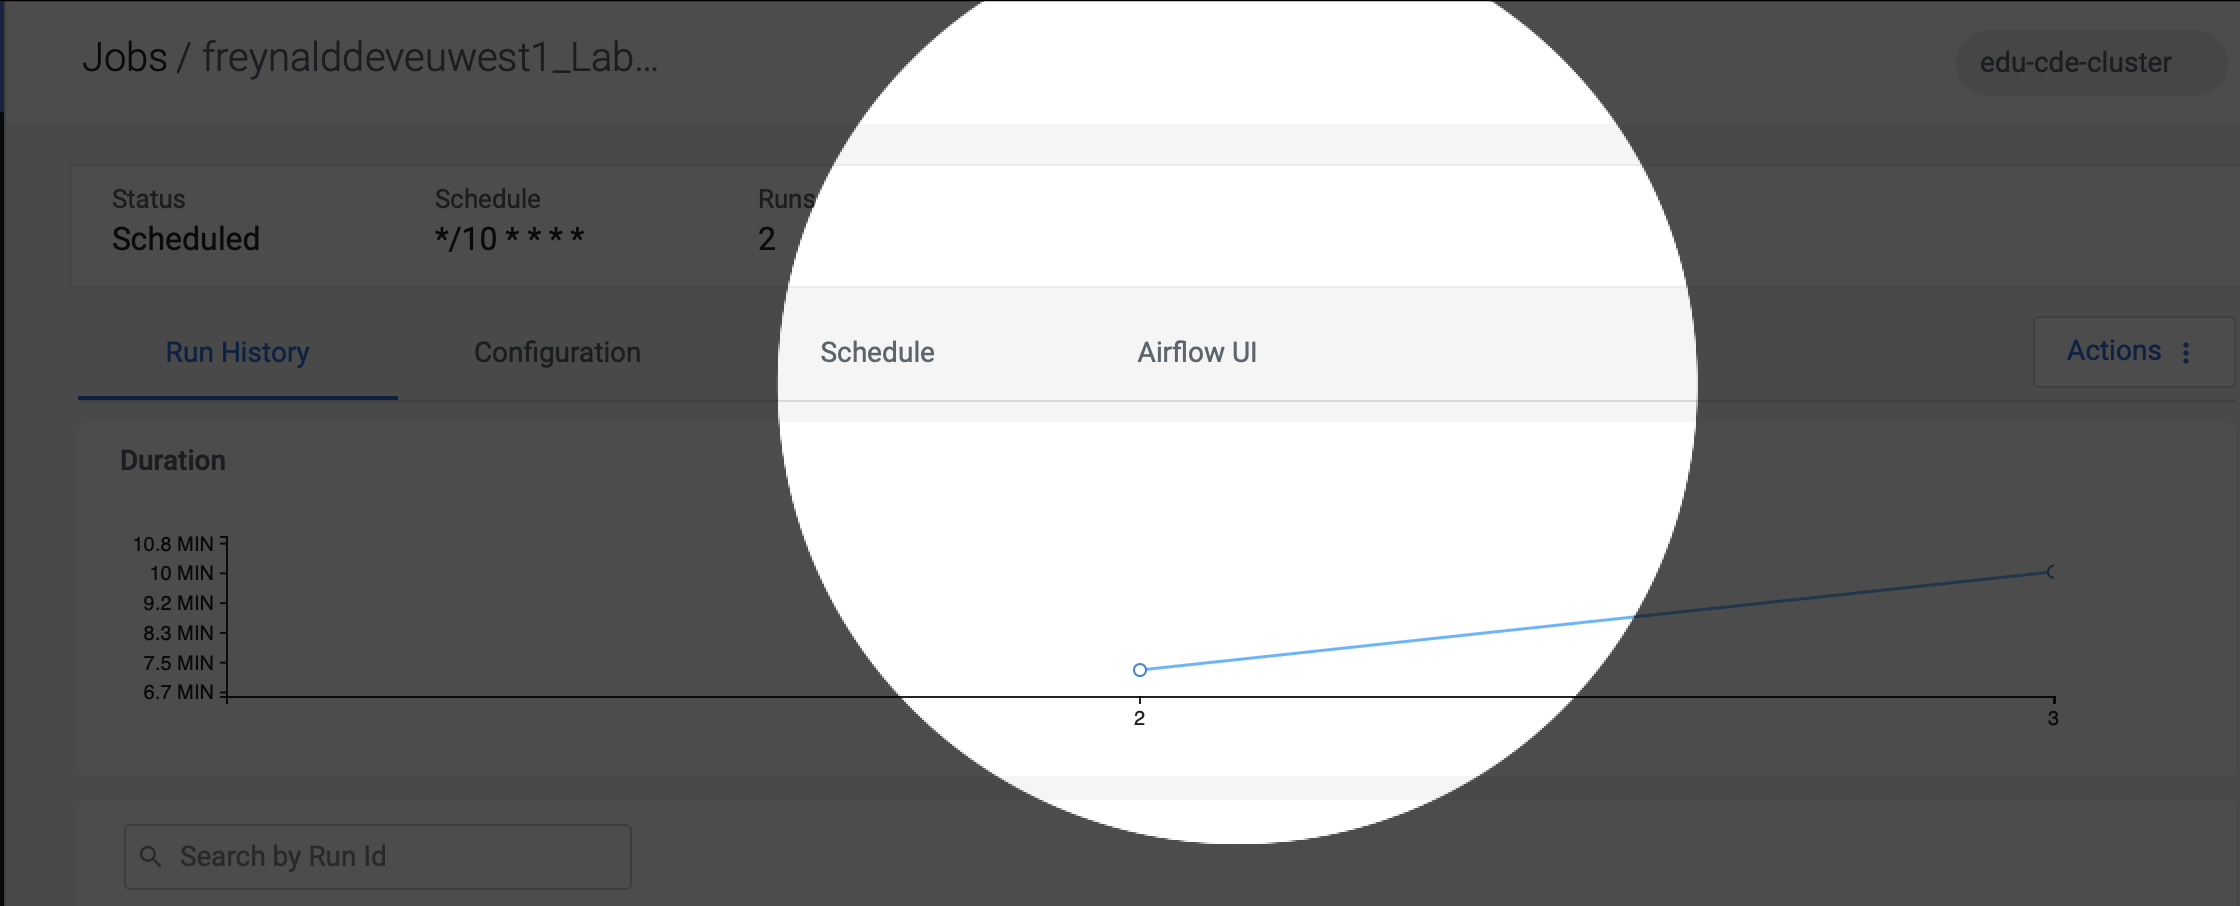 Jobs / freynalddeveuwest1_Lab...
edu-cde-cluster
Status
Schedule
Runs
Scheduled
*/10 * * * *
2
Run History
Configuration
Schedule
Airflow UI
Actions
Duration
10.8 MIN
10 MIN
9.2 MIN
8.3 MIN
7.5 MIN
6.7 MIN
2
3
Search by Run Id